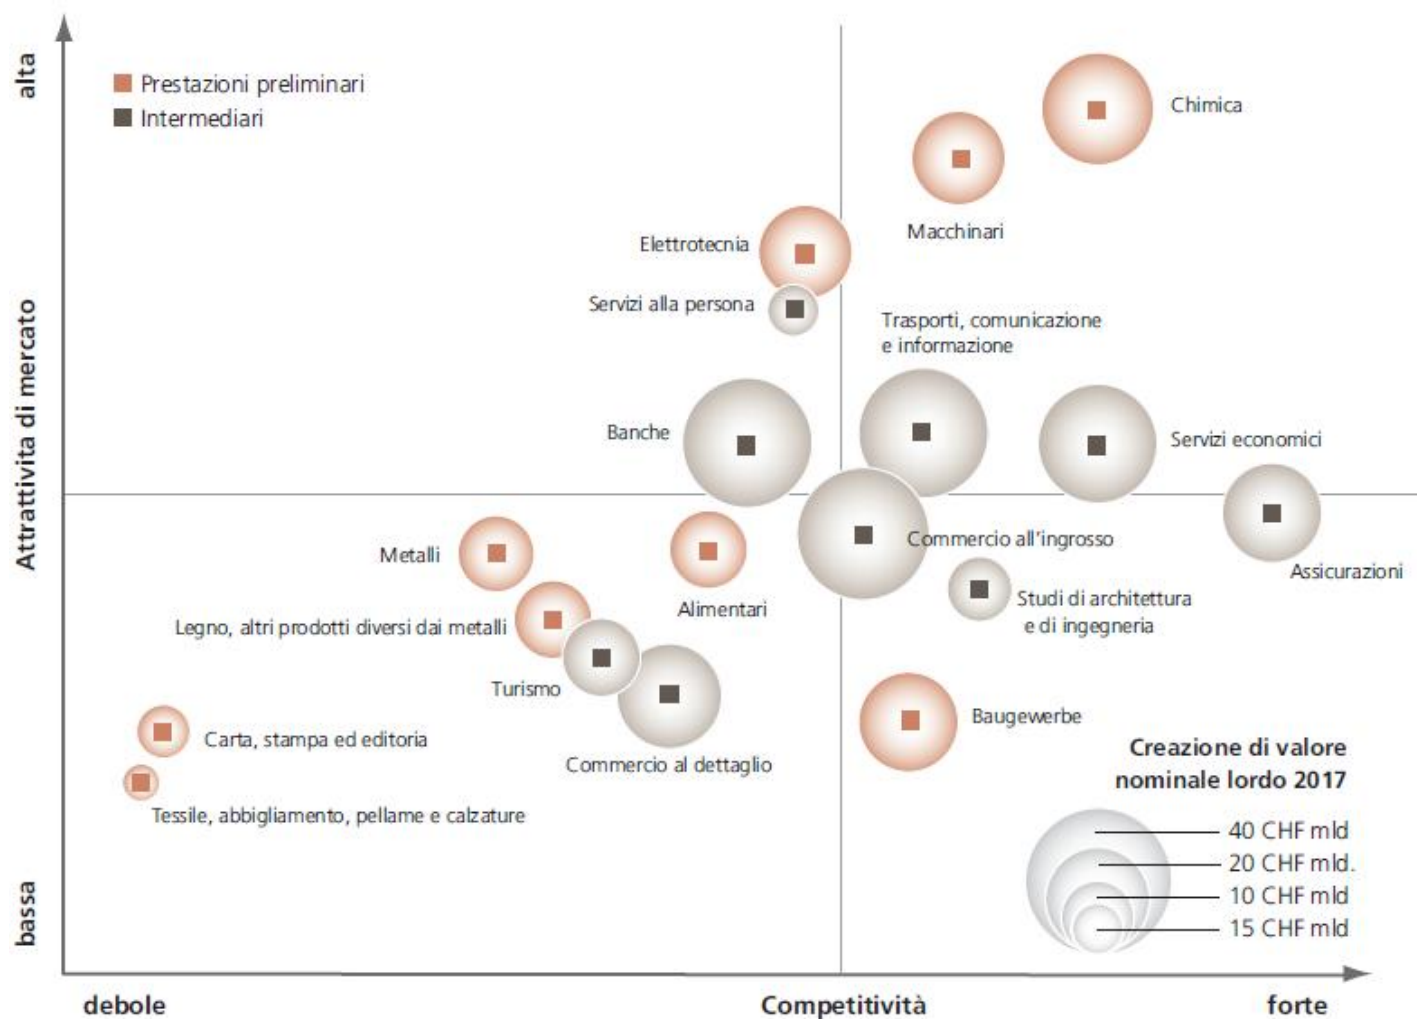 alta
Prestazioni preliminari
Intermediari
Chimica
Macchinari
Elettrotecnia
Servizi alla persona
Trasporti, comunicazione
e informazione
Attrattivita di mercato
Banche
Servizi economici
Metalli
Commercio all'ingrosso
Assicurazioni
Alimentari
Studi di architettura
e di ingegneria
Legno, altri prodotti diversi dai metalli
Turismo
Baugewerbe
Carta, stampa ed editoria
Commercio al dettaglio
Tessile, abbigliamento, pellame e calzature
Creazione di valore
nominale lordo 2017
40 CHF mld
20 CHF mld.
10 CHF mld
15 CHF mld
bassa
debole
Competitività
forte